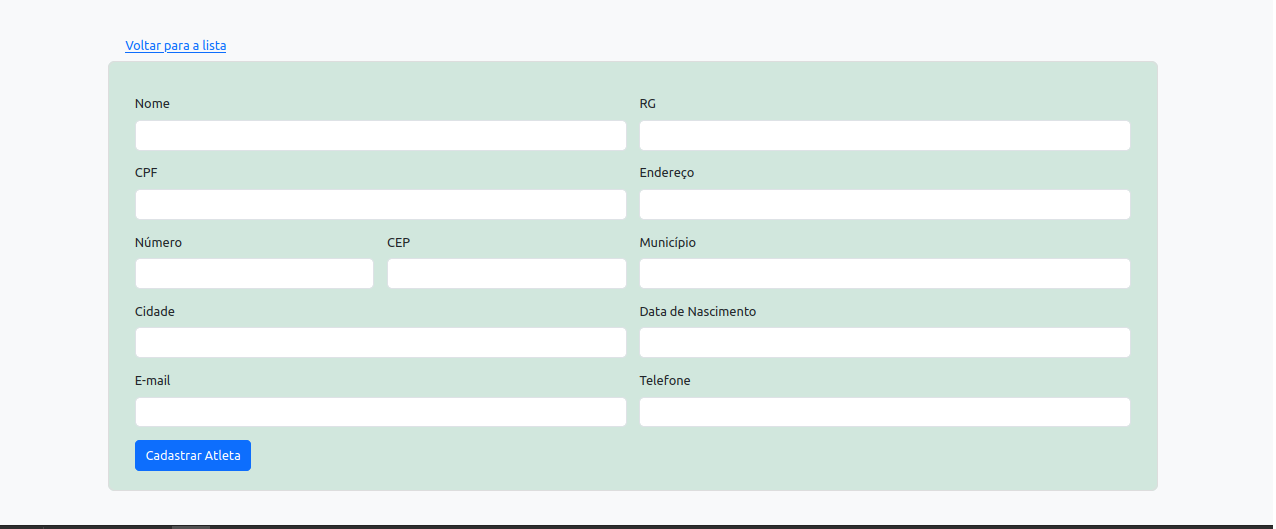 Voltar para a lista
Nome
RG
CPF
Endereço
Número
CEP
Município
Cidade
Data de Nascimento
E-mail
Telefone
Cadastrar Atleta